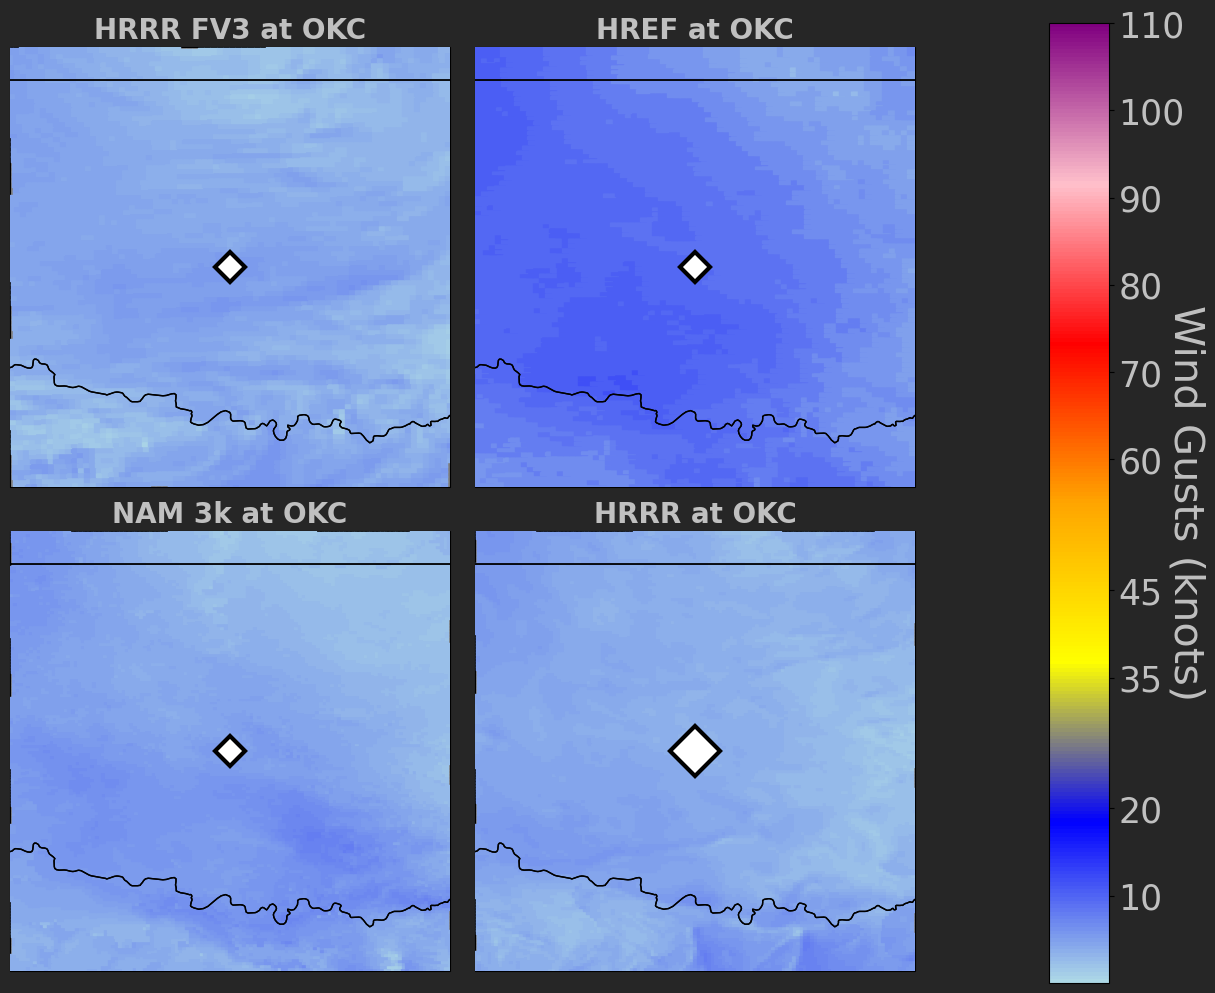 HRRR FV3 at OKC
HREF at OKC
NAM 3k at OKC
HRRR at OKC
110
100
90
80
70
60
45
35
20
10
Wind Gusts (knots)